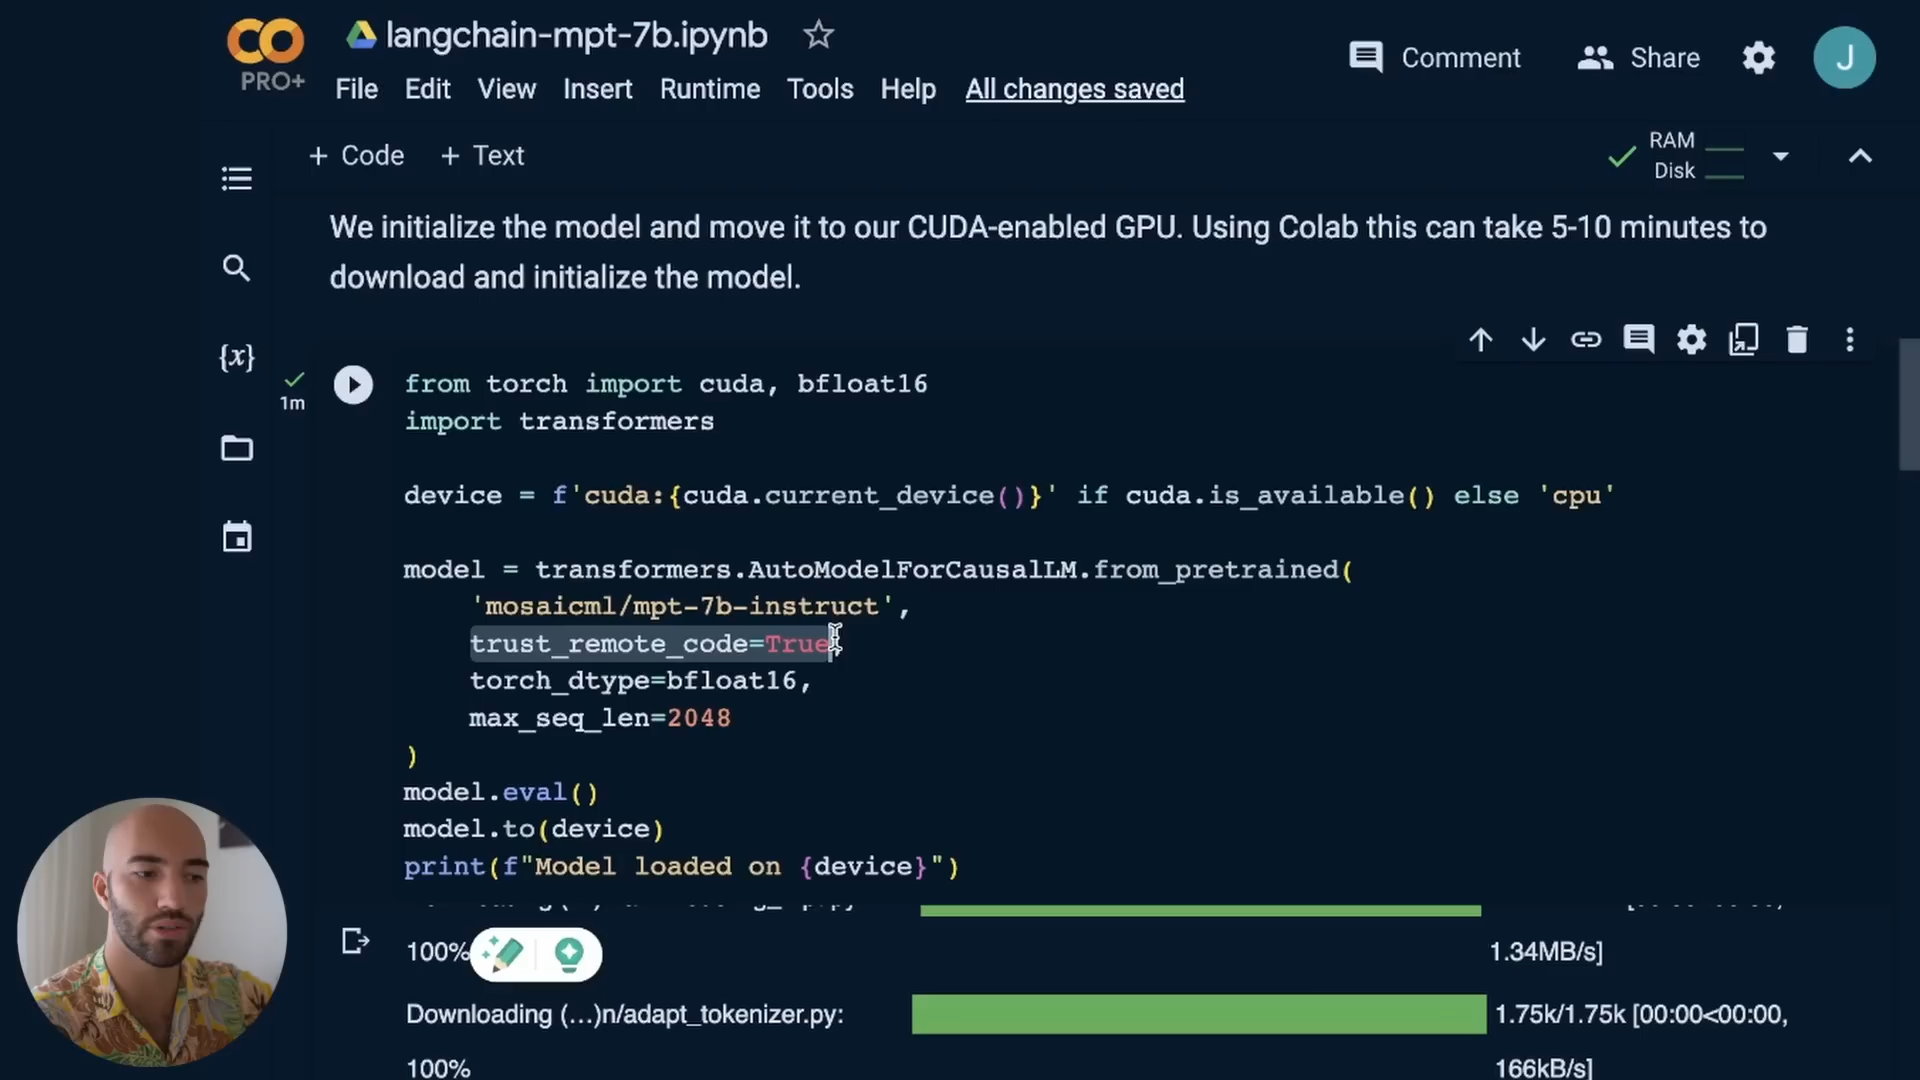 langchain-mpt-7b.ipynb
PRO+
File Edit View Insert Runtime Tools Help All changes saved
Comment Share J
+ Code + Text
RAM
Disk
We initialize the model and move it to our CUDA-enabled GPU. Using Colab this can take 5-10 minutes to
download and initialize the model.
{x}
1m
from torch import cuda, bfloat16
import transformers
device = f'cuda:{cuda.current_device()}' if cuda.is_available() else 'cpu'
model = transformers.AutoModelForCausalLM.from_pretrained(
'mosaicml/mpt-7b-instruct',
trust_remote_code=True,
torch_dtype=bfloat16,
max_seq_len=2048
)
model.eval()
model.to(device)
print(f"Model loaded on {device}")
100% 1.34MB/s]
Downloading (…)n/adapt_tokenizer.py: 1.75k/1.75k [00:00<00:00,
100% 166kB/s]